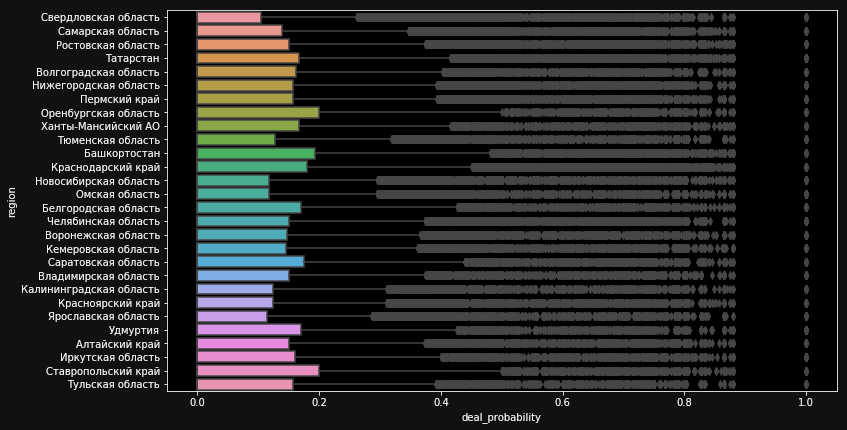 Свердловская область
Самарская область
Ростовская область
Татарстан
Волгоградская область
Нижегородская область
Пермский край
Оренбургская область
Ханты-Мансийский АО
Тюменская область
Башкортостан
Краснодарский край
Новосибирская область
Омская область
Белгородская область
Челябинская область
Воронежская область
Кемеровская область
Саратовская область
Владимирская область
Калининградская область
Красноярский край
Ярославская область
Удмуртия
Алтайский край
Иркутская область
Ставропольский край
Тульская область
region
0.0 0.2 0.4 0.6 0.8 1.0
deal_probability